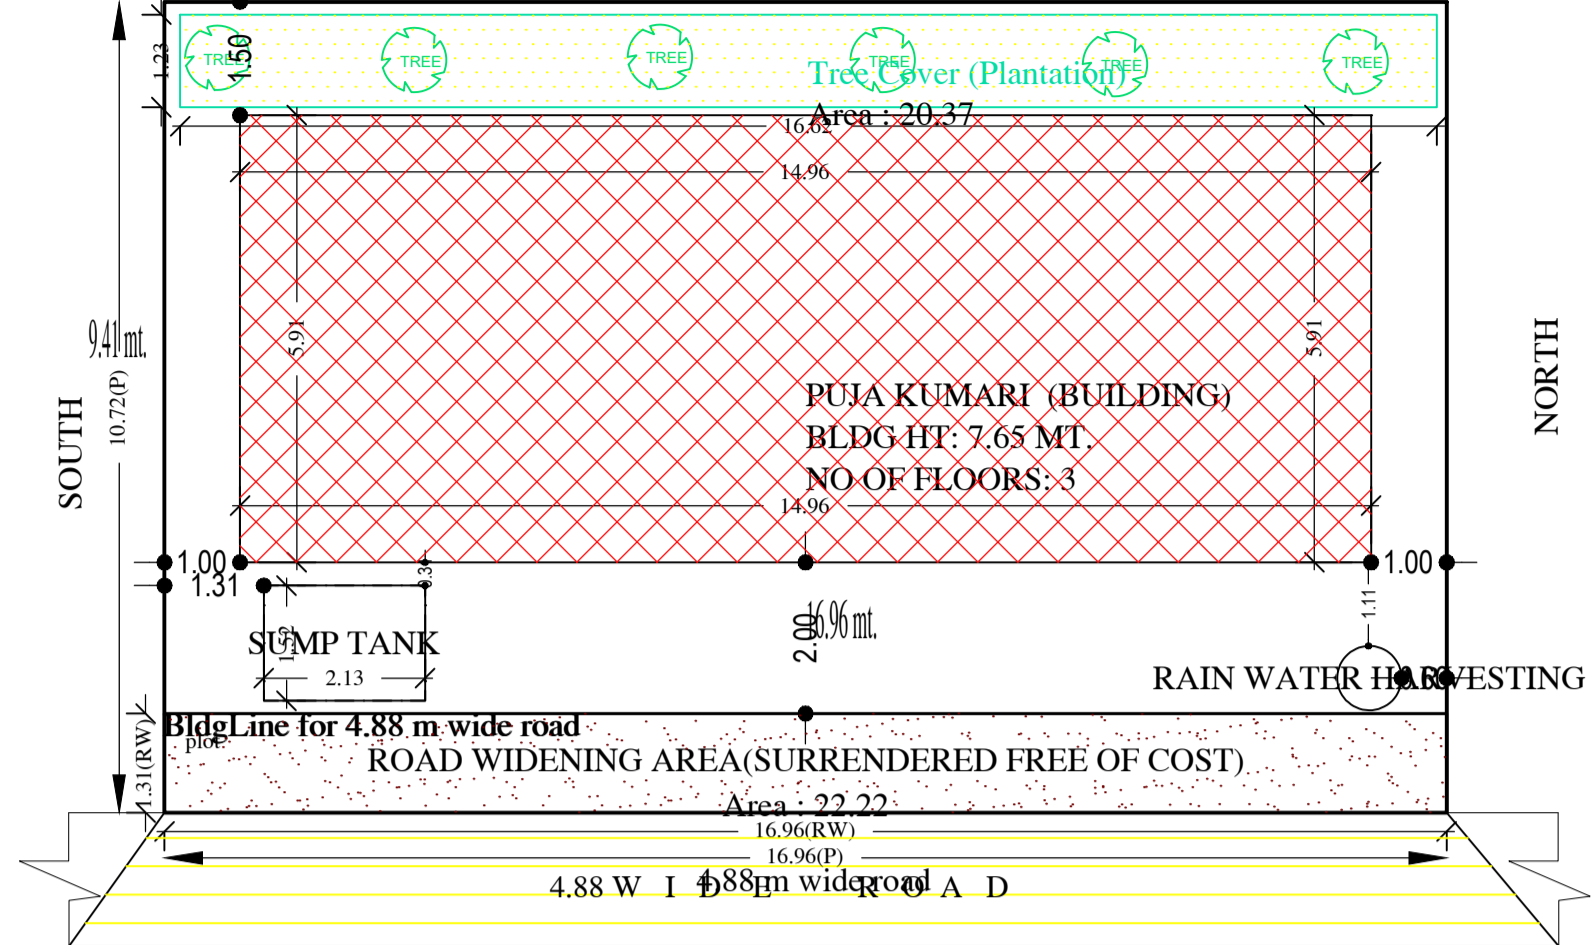 TREE
TREE
TREE
TREE
TREE
TREE
1.23
1.50
Tree Cover (Plantation)
Area : 20.37
16.62
14.96
9.41 mt.
10.72(P)
5.91
5.91
SOUTH
NORTH
PUJA KUMARI (BUILDING)
BLDG HT: 7.65 MT.
NO OF FLOORS: 3
14.96
1.00
1.00
1.31
1.11
16.96 mt.
2.00
SUMP TANK
1.52
2.13
RAIN WATER HARVESTING
BldgLine for 4.88 m wide road
plot.
1.31(RW)
ROAD WIDENING AREA(SURRENDERED FREE OF COST)
Area : 22.22
16.96(RW)
16.96(P)
4.88 m wide road
4.88 W I D E R O A D